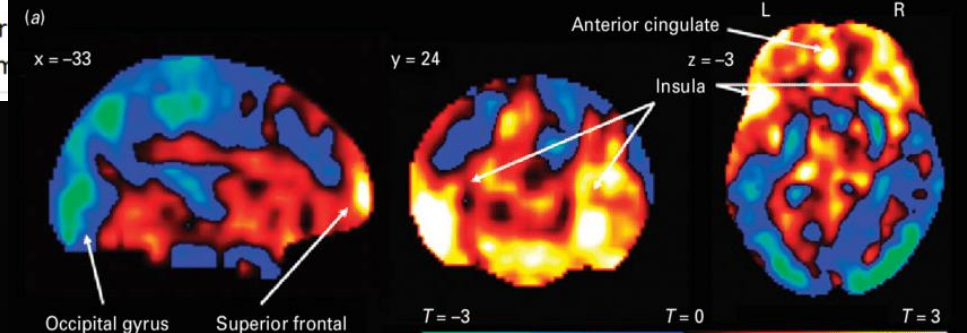 (a)
x = –33
y = 24
Anterior cingulate
L
R
z = –3
Insula
Occipital gyrus
Superior frontal
T = –3
T = 0
T = 3